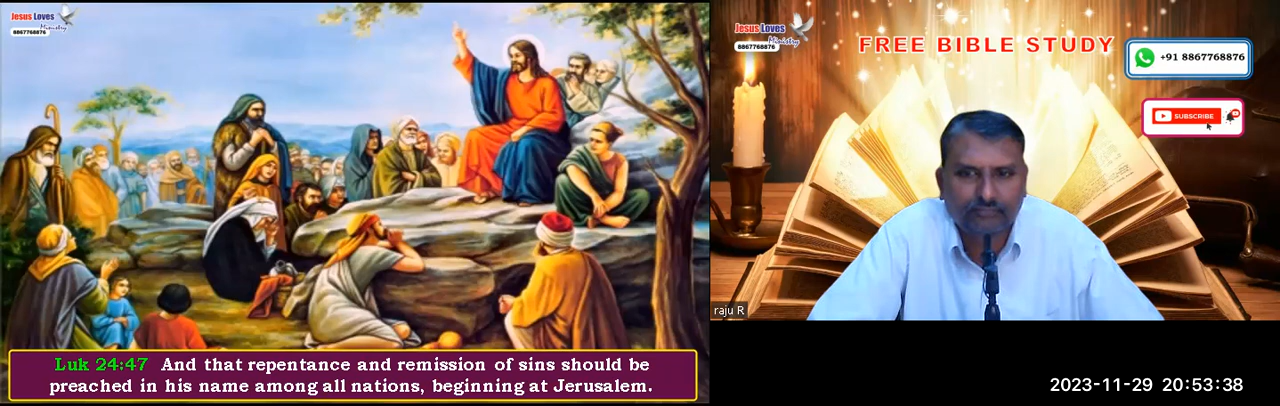 Jesus Loves
Ministry
8867768876
Luk 24:47 And that repentance and remission of sins should be
preached in his name among all nations, beginning at Jerusalem.
Jesus Loves
Ministry
8867768876
FREE BIBLE STUDY
+91 8867768876
SUBSCRIBE
raju R
2023-11-29 20:53:38